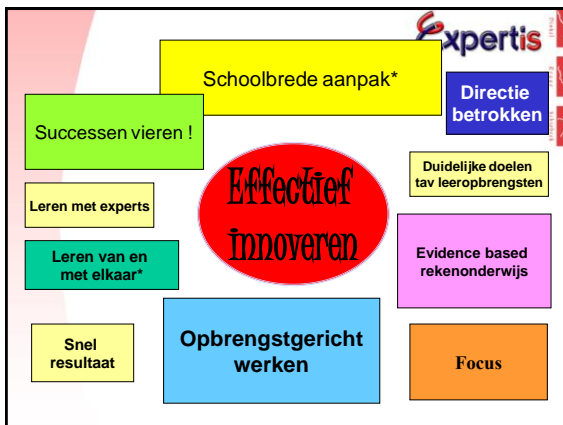 Expertis
Schoolbrede aanpak*
Directie
betrokken
Successen vieren !
Duidelijke doelen
tav leeropbrengsten
Effectief
innoveren
Leren met experts
Leren van en
met elkaar*
Evidence based
rekenonderwijs
Snel
resultaat
Opbrengstgericht
werken
Focus